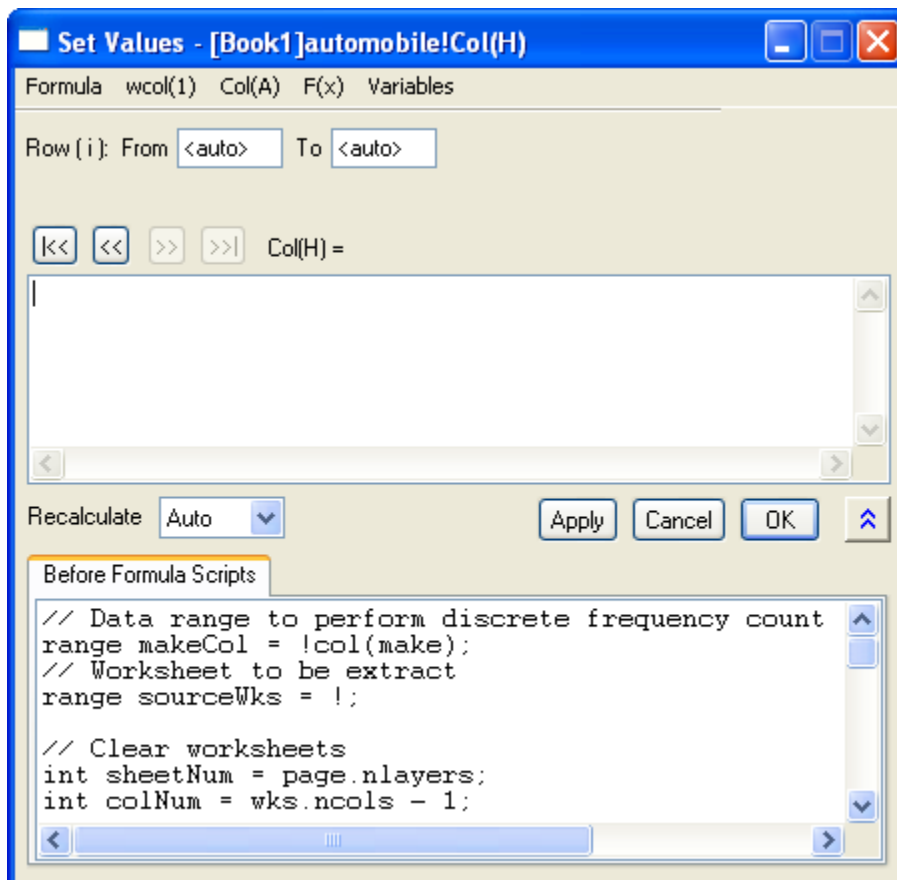 Set Values - [Book1]automobile!Col(H)
Formula wcol(1) Col(A) F(x) Variables
Row ( i ): From <auto> To <auto>
|<< << >> >>| Col(H) =
Recalculate Auto Apply Cancel OK
Before Formula Scripts
// Data range to perform discrete frequency count
range makeCol = !col(make);
// Worksheet to be extract
range sourceWks = !;
// Clear worksheets
int sheetNum = page.nlayers;
int colNum = wks.ncols - 1;